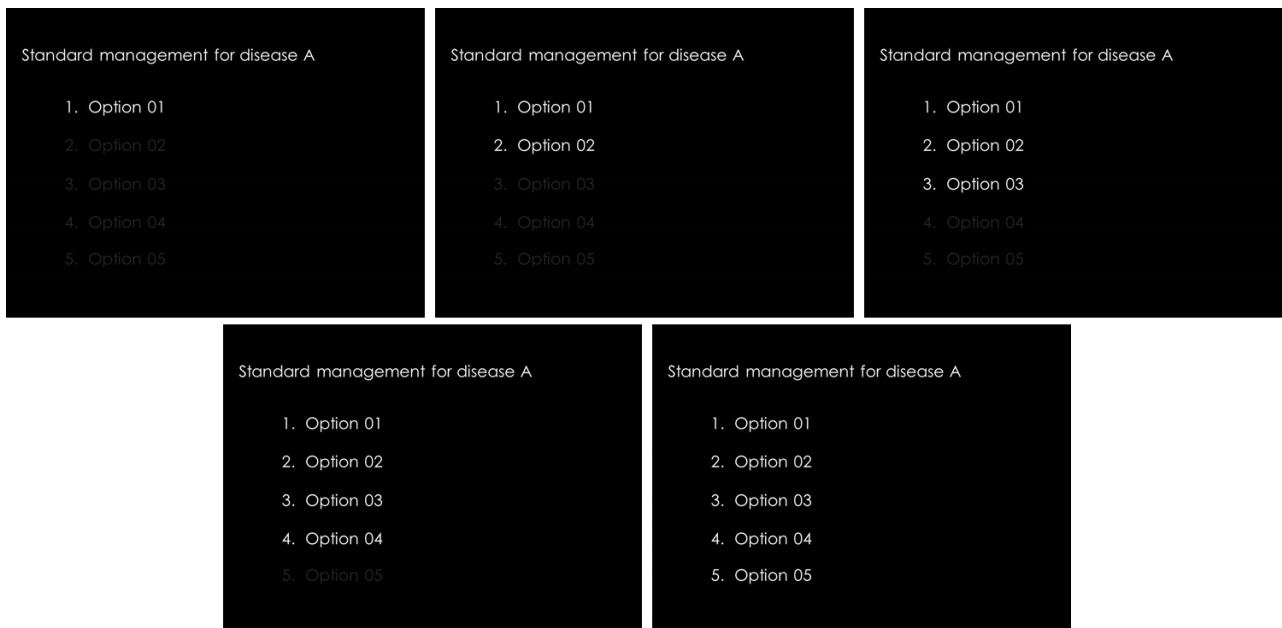 Standard management for disease A
1. Option 01
2. Option 02
3. Option 03
4. Option 04
5. Option 05
Standard management for disease A
1. Option 01
2. Option 02
3. Option 03
4. Option 04
5. Option 05
Standard management for disease A
1. Option 01
2. Option 02
3. Option 03
4. Option 04
5. Option 05
Standard management for disease A
1. Option 01
2. Option 02
3. Option 03
4. Option 04
5. Option 05
Standard management for disease A
1. Option 01
2. Option 02
3. Option 03
4. Option 04
5. Option 05